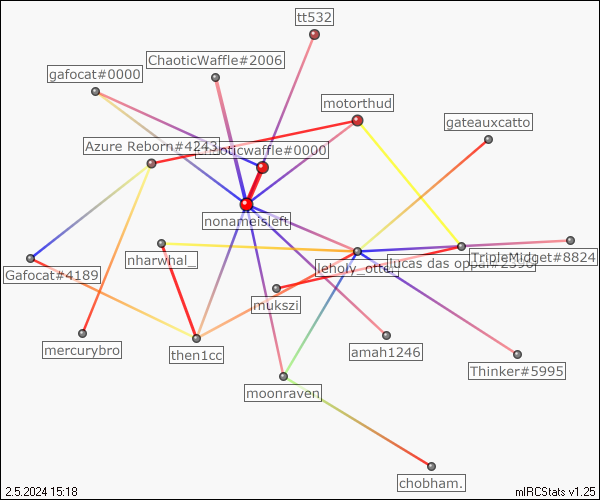 tt532
ChaoticWaffle#2006
gafocat#0000
motorthud
gateauxcatto
Azure Reborn#4243
chaoticwaffle#0000
nonameisleft
nharwhal_
Gafocat#4189
leholy_otter
lucas das oppai#2596
TripleMidget#8824
mukszi
mercurybro
then1cc
amah1246
Thinker#5995
moonraven
chobham.
2.5.2024 15:18
mIRCStats v1.25